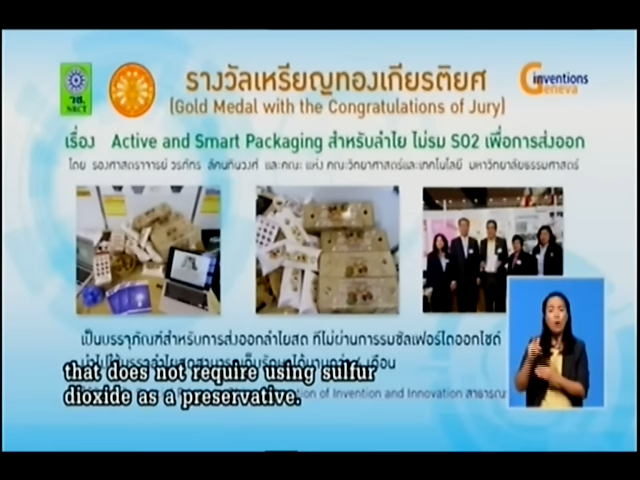 วช.
NRCT
รางวัลเหรียญทองเกียรติยศ
(Gold Medal with the Congratulations of Jury)
inventions
Geneva
เรื่อง Active and Smart Packaging สำหรับลำไย ไม่รม SO2 เพื่อการส่งออก
โดย รองศาสตราจารย์ วรภัทร ลัคนทินวงศ์ และคณะ แห่ง คณะวิทยาศาสตร์และเทคโนโลยี มหาวิทยาลัยธรรมศาสตร์
เป็นบรรจุภัณฑ์สำหรับการส่งออกลำไยสด ที่ไม่ผ่านการรมซัลเฟอร์ไดออกไซด์
that does not require using sulfur
dioxide as a preservative.
of Invention and Innovation